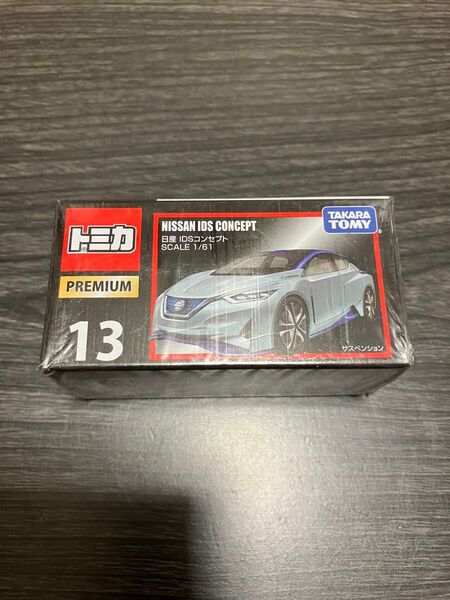 トミカ
PREMIUM
13
NISSAN IDS CONCEPT
日産 IDSコンセプト
SCALE 1/61
TAKARA
TOMY
サスペンション